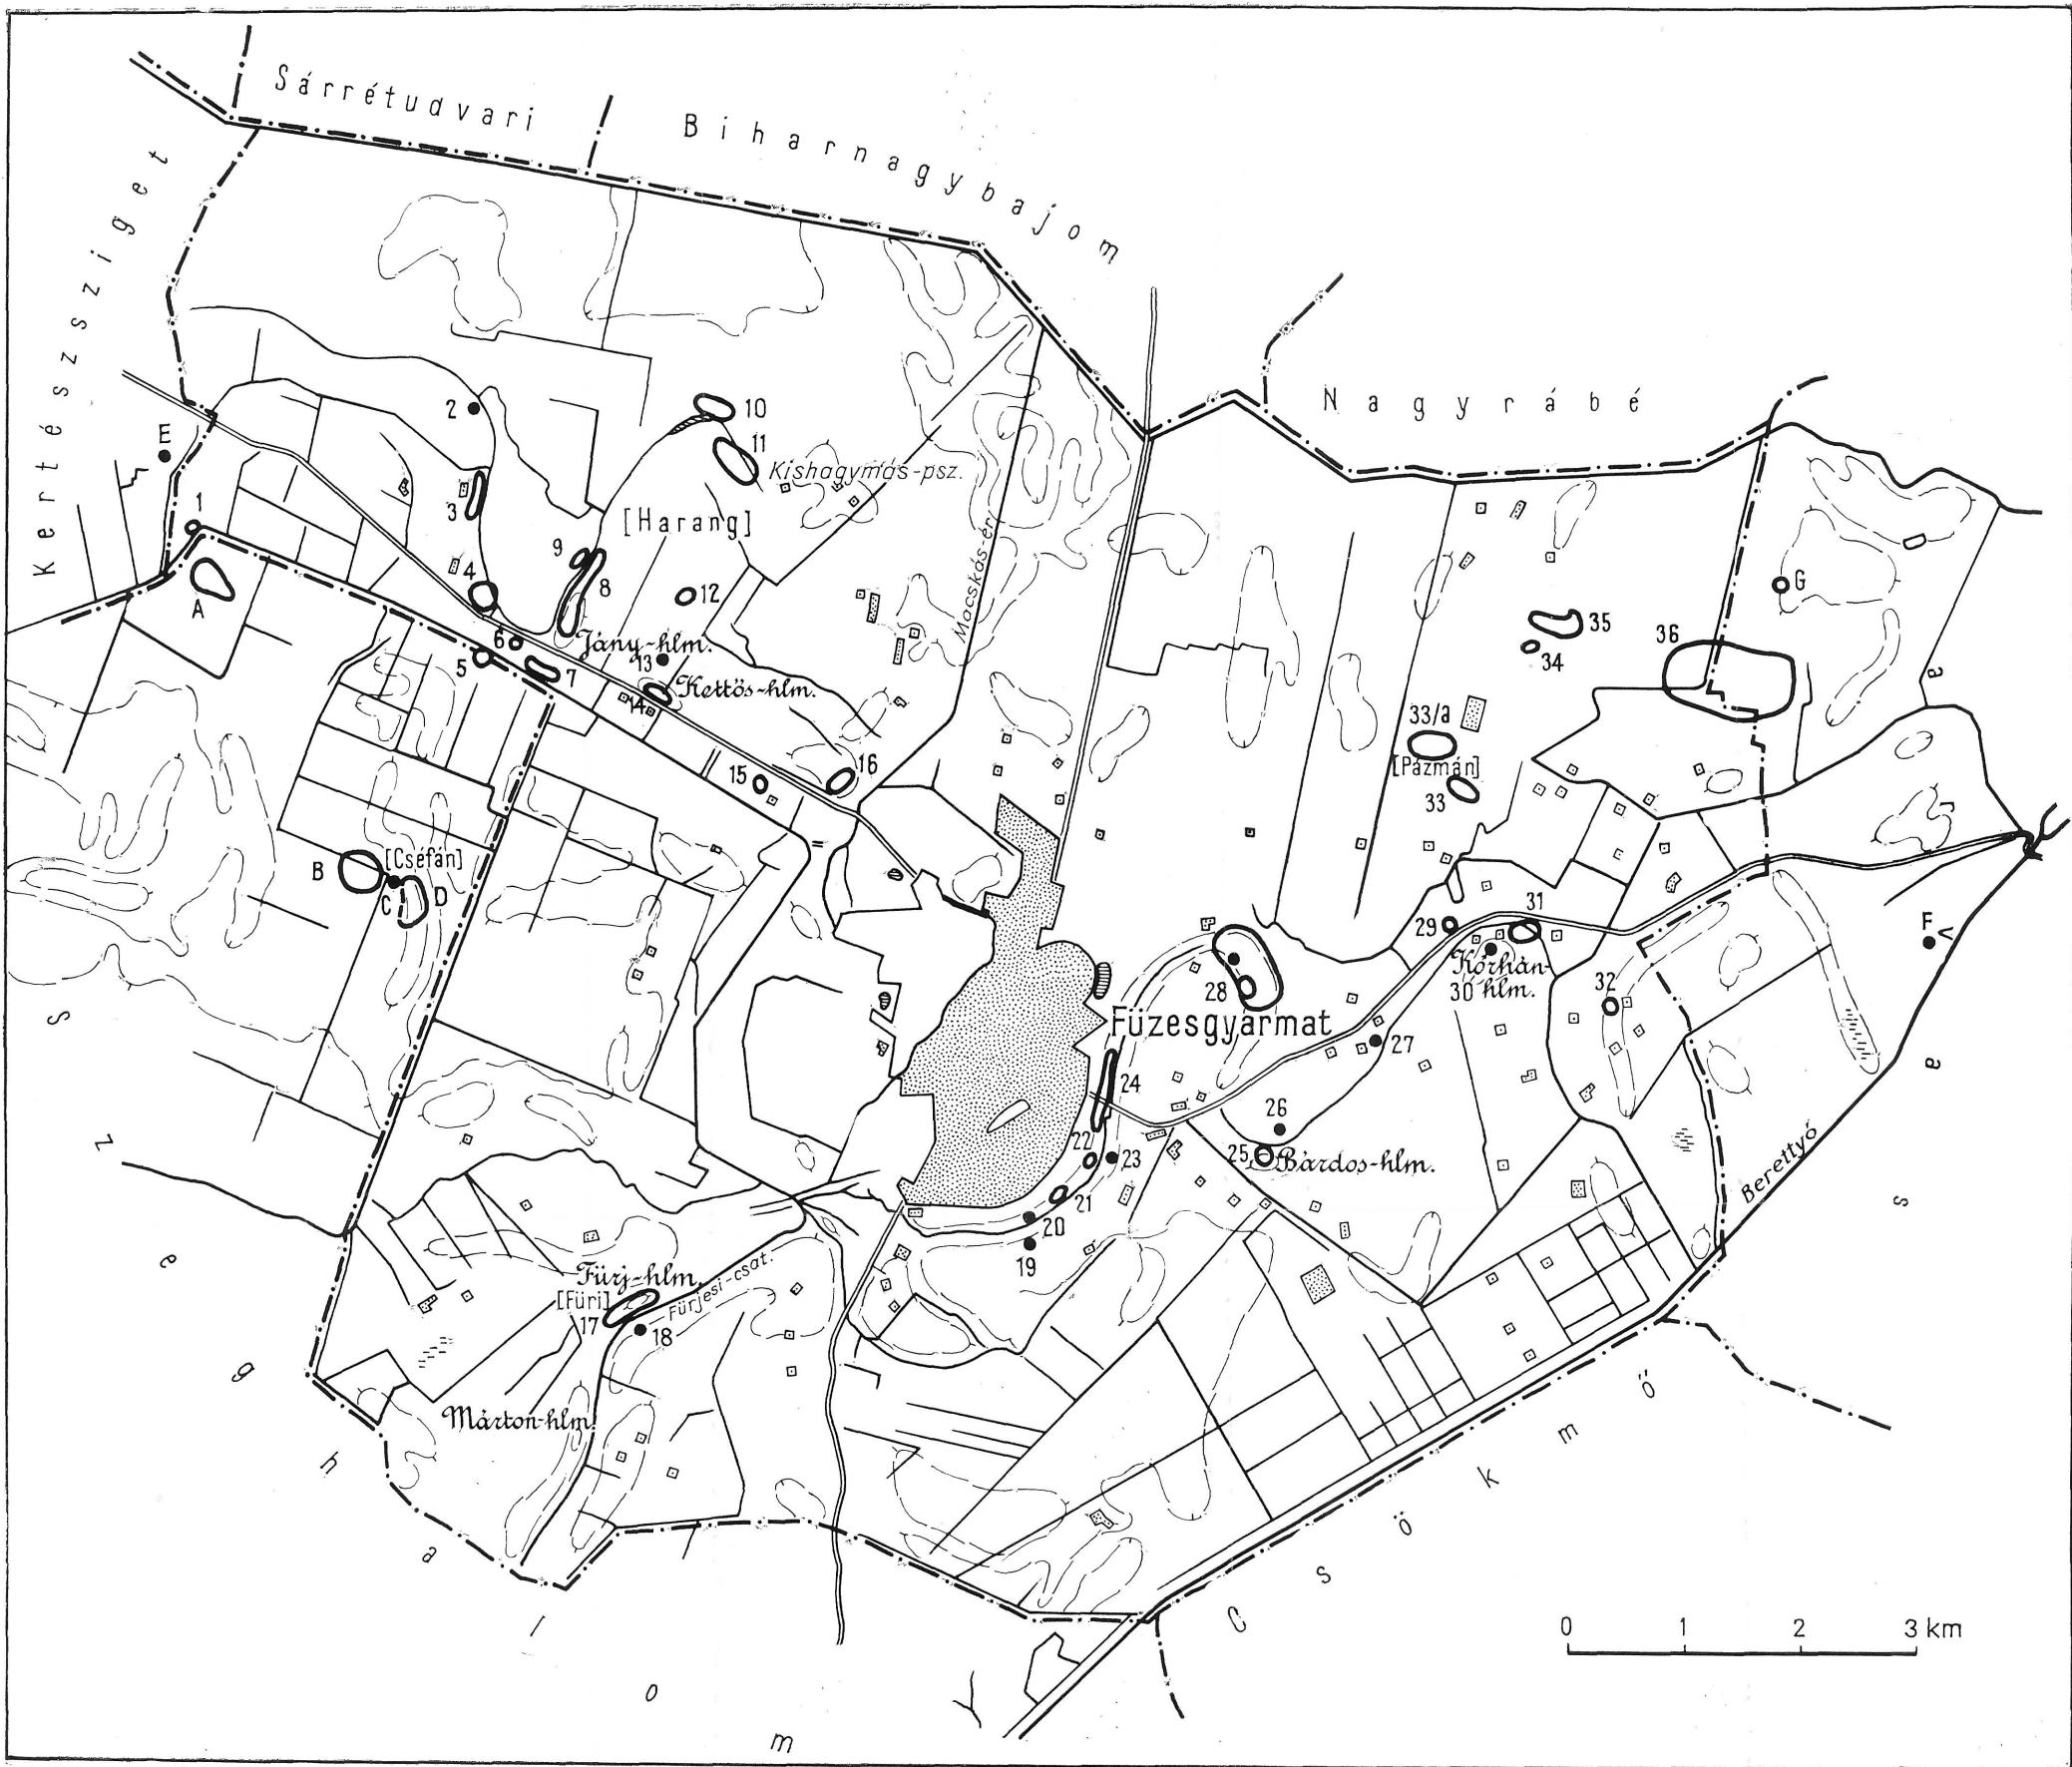 Sárrétudvari
Biharnagybajom
Kertészsziget
Nagyrábé
2
10
11
Kishagymás-psz.
E
1
3
[Harang]
9
8
4
A
12
G
6
Jány-hlm.
13
5
7
Kettős-hlm.
14
Macskás-ér
35
34
36
33/a
[Pázmán]
33
15
16
B
[Cséfán]
C
D
31
29
F
Kórhán-
30 hlm.
32
28
Füzesgyarmat
27
24
26
22
23
25
Bárdos-hlm.
21
20
19
Berettyó
Fürj-hlm.
[Füri]
17
18
Fürjesi-csat.
Márton-hlm.
Szeghalom
Csökmő
0 1 2 3 km